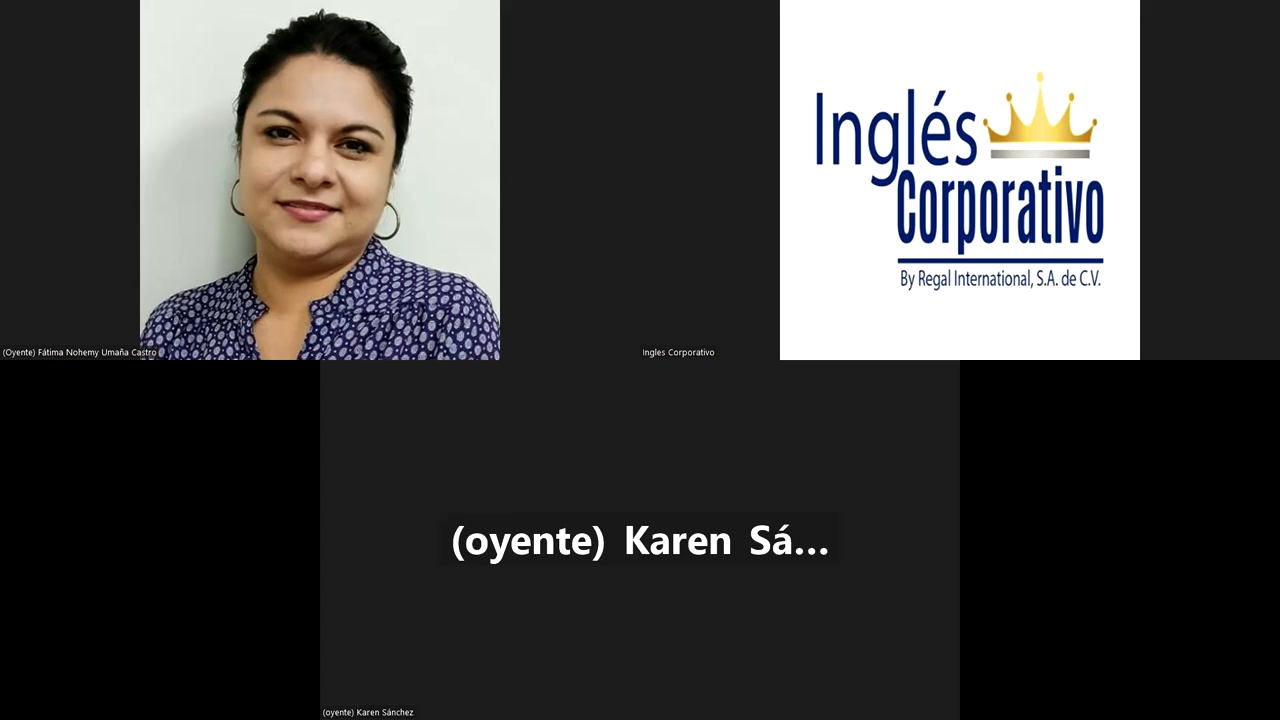 Inglés
Corporativo
By Regal International, S.A. de C.V.
(Oyente) Fátima Nohemy Umaña Castro
Ingles Corporativo
(oyente) Karen Sá...
(oyente) Karen Sánchez